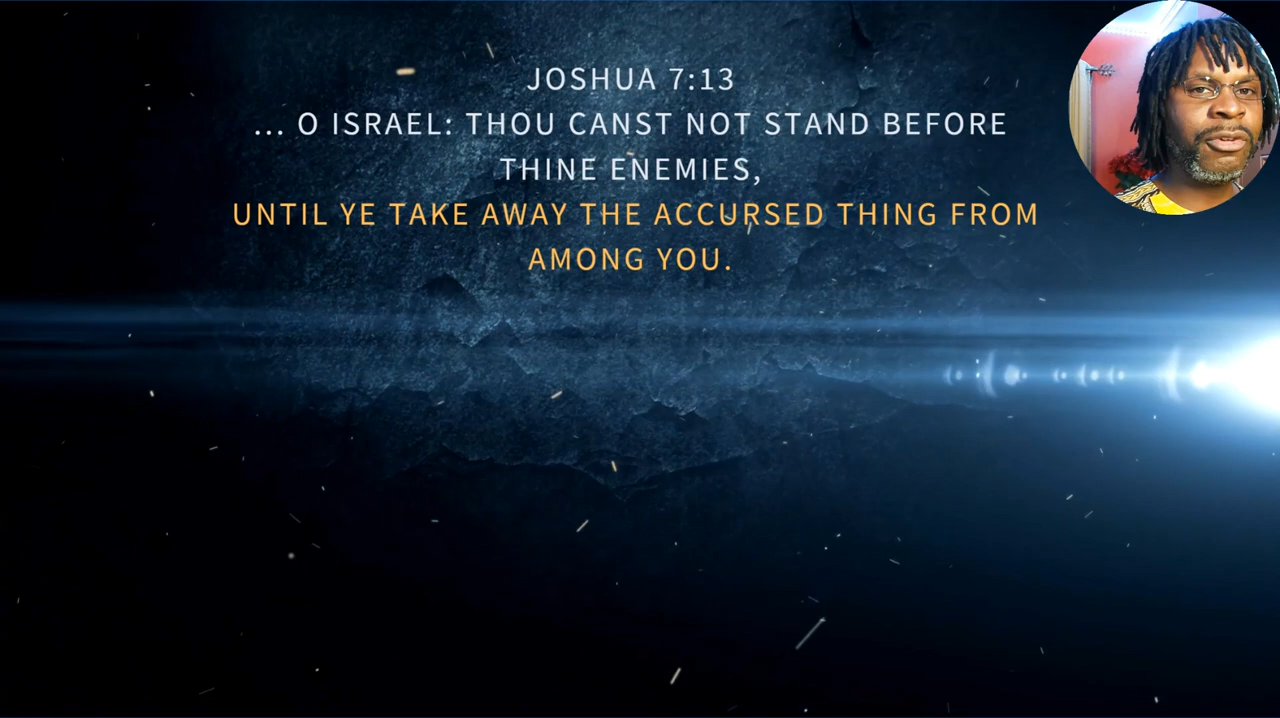 JOSHUA 7:13
... O ISRAEL: THOU CANST NOT STAND BEFORE
THINE ENEMIES,
UNTIL YE TAKE AWAY THE ACCURSED THING FROM
AMONG YOU.